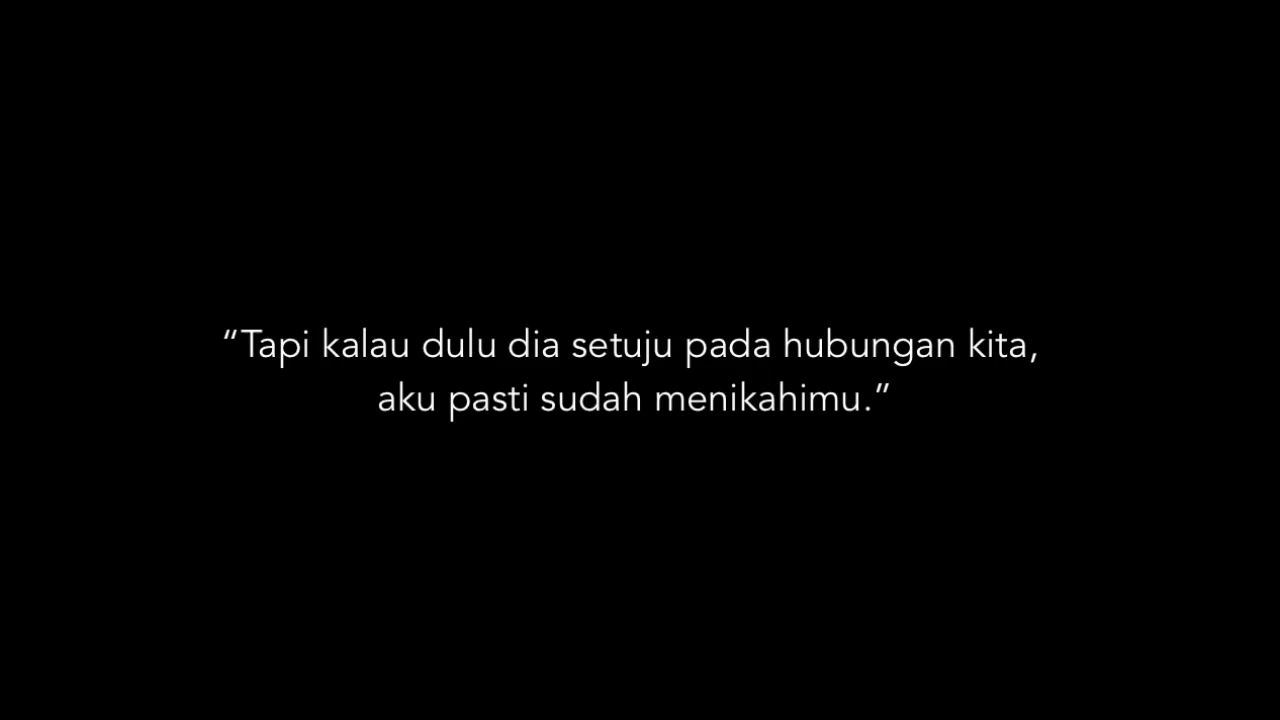 “Tapi kalau dulu dia setuju pada hubungan kita,
aku pasti sudah menikahimu.”